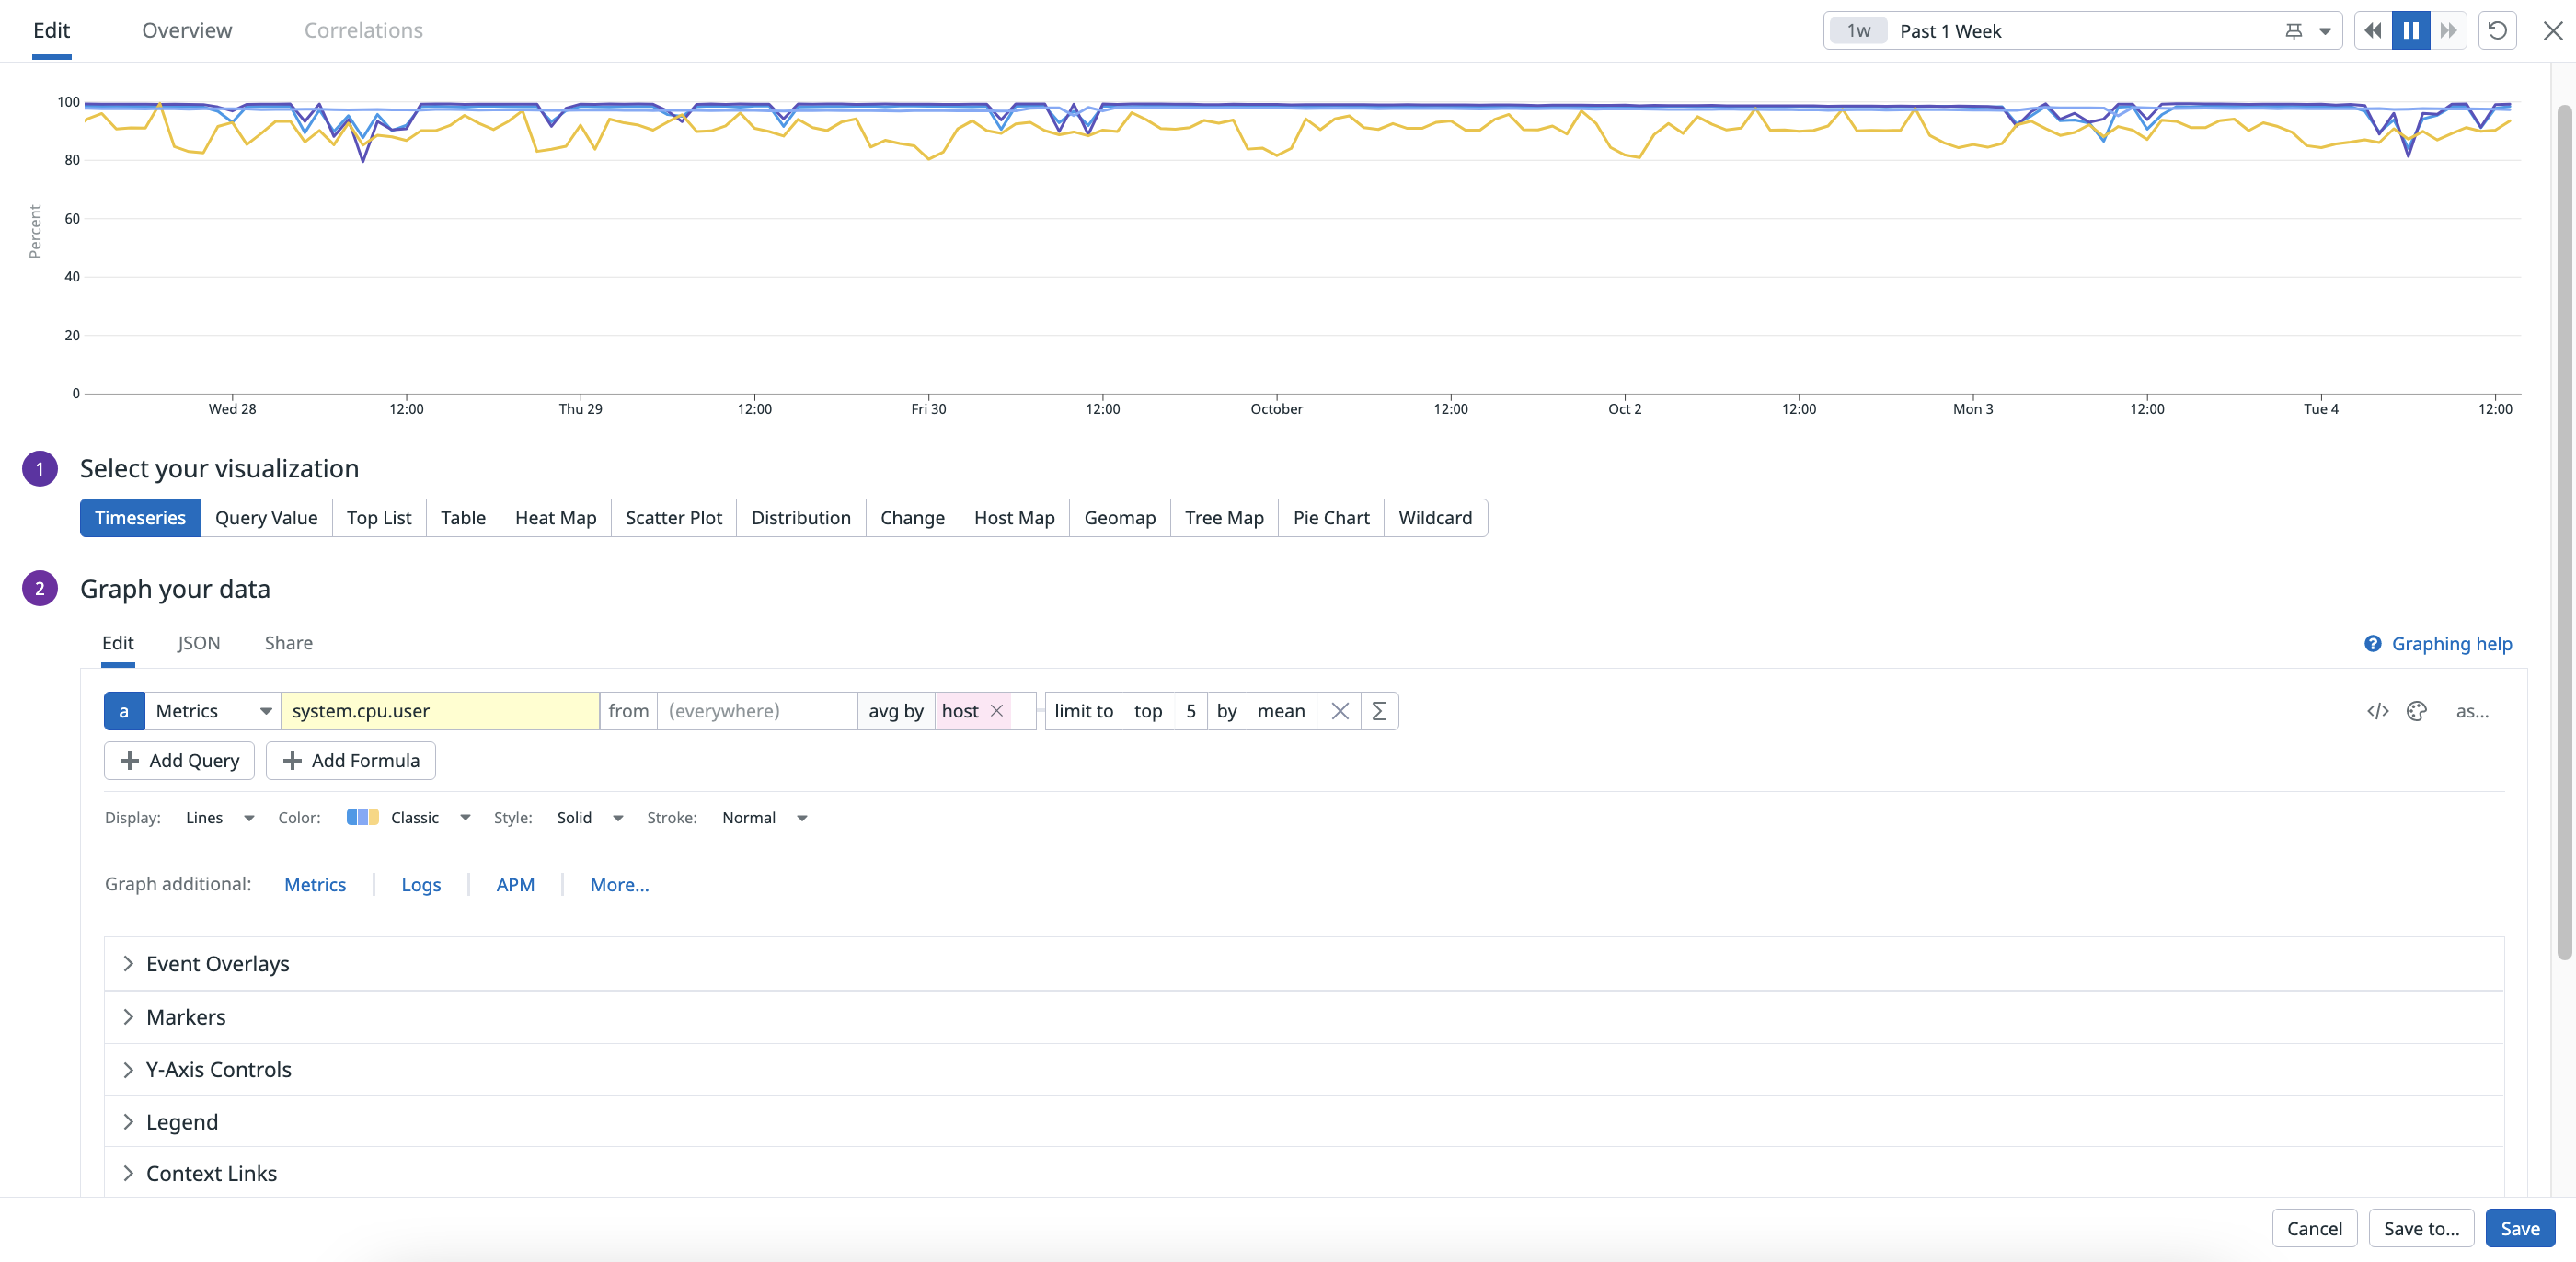 Edit Overview Correlations 1w Past 1 Week
100
80
60
40
20
0
Percent
Wed 28 12:00 Thu 29 12:00 Fri 30 12:00 October 12:00 Oct 2 12:00 Mon 3 12:00 Tue 4 12:00
1 Select your visualization
Timeseries Query Value Top List Table Heat Map Scatter Plot Distribution Change Host Map Geomap Tree Map Pie Chart Wildcard
2 Graph your data
Edit JSON Share ? Graphing help
a Metrics system.cpu.user from (everywhere) avg by host limit to top 5 by mean Σ </> as...
Add Query Add Formula
Display: Lines Color: Classic Style: Solid Stroke: Normal
Graph additional: Metrics Logs APM More...
Event Overlays
Markers
Y-Axis Controls
Legend
Context Links
Cancel Save to... Save